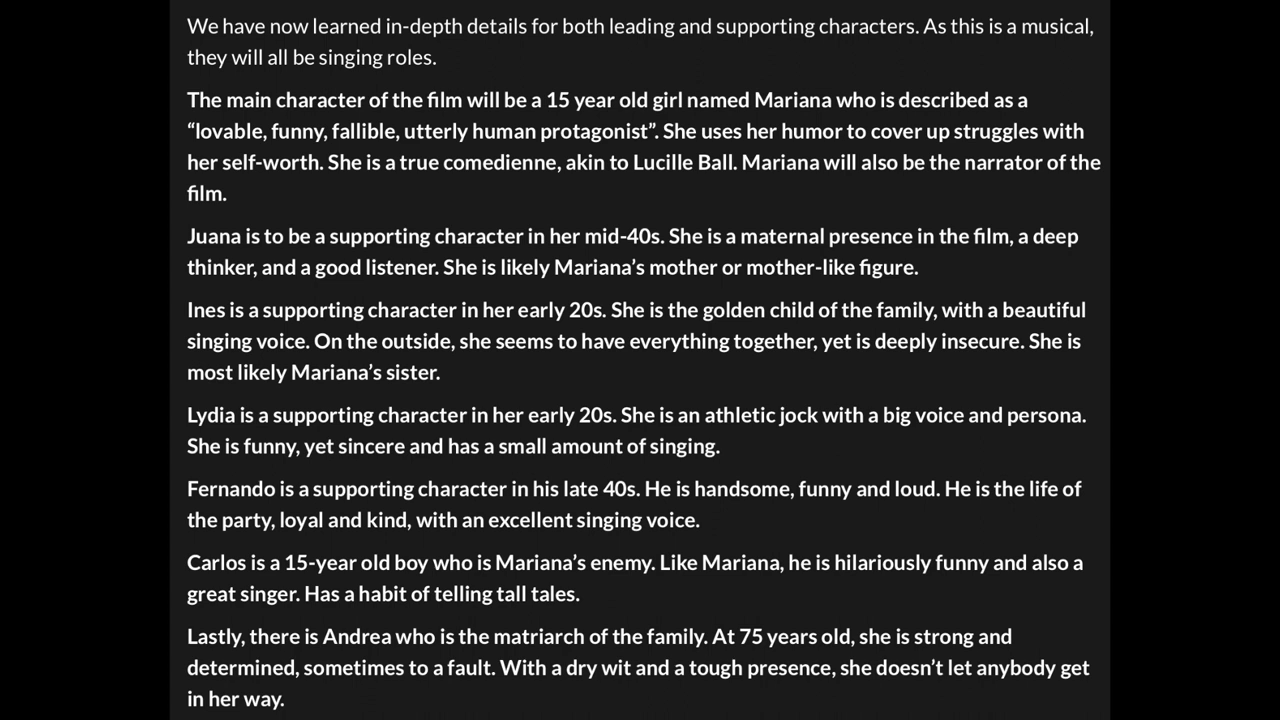 We have now learned in-depth details for both leading and supporting characters. As this is a musical,
they will all be singing roles.
The main character of the film will be a 15 year old girl named Mariana who is described as a
“lovable, funny, fallible, utterly human protagonist”. She uses her humor to cover up struggles with
her self-worth. She is a true comedienne, akin to Lucille Ball. Mariana will also be the narrator of the
film.
Juana is to be a supporting character in her mid-40s. She is a maternal presence in the film, a deep
thinker, and a good listener. She is likely Mariana’s mother or mother-like figure.
Ines is a supporting character in her early 20s. She is the golden child of the family, with a beautiful
singing voice. On the outside, she seems to have everything together, yet is deeply insecure. She is
most likely Mariana’s sister.
Lydia is a supporting character in her early 20s. She is an athletic jock with a big voice and persona.
She is funny, yet sincere and has a small amount of singing.
Fernando is a supporting character in his late 40s. He is handsome, funny and loud. He is the life of
the party, loyal and kind, with an excellent singing voice.
Carlos is a 15-year old boy who is Mariana’s enemy. Like Mariana, he is hilariously funny and also a
great singer. Has a habit of telling tall tales.
Lastly, there is Andrea who is the matriarch of the family. At 75 years old, she is strong and
determined, sometimes to a fault. With a dry wit and a tough presence, she doesn’t let anybody get
in her way.